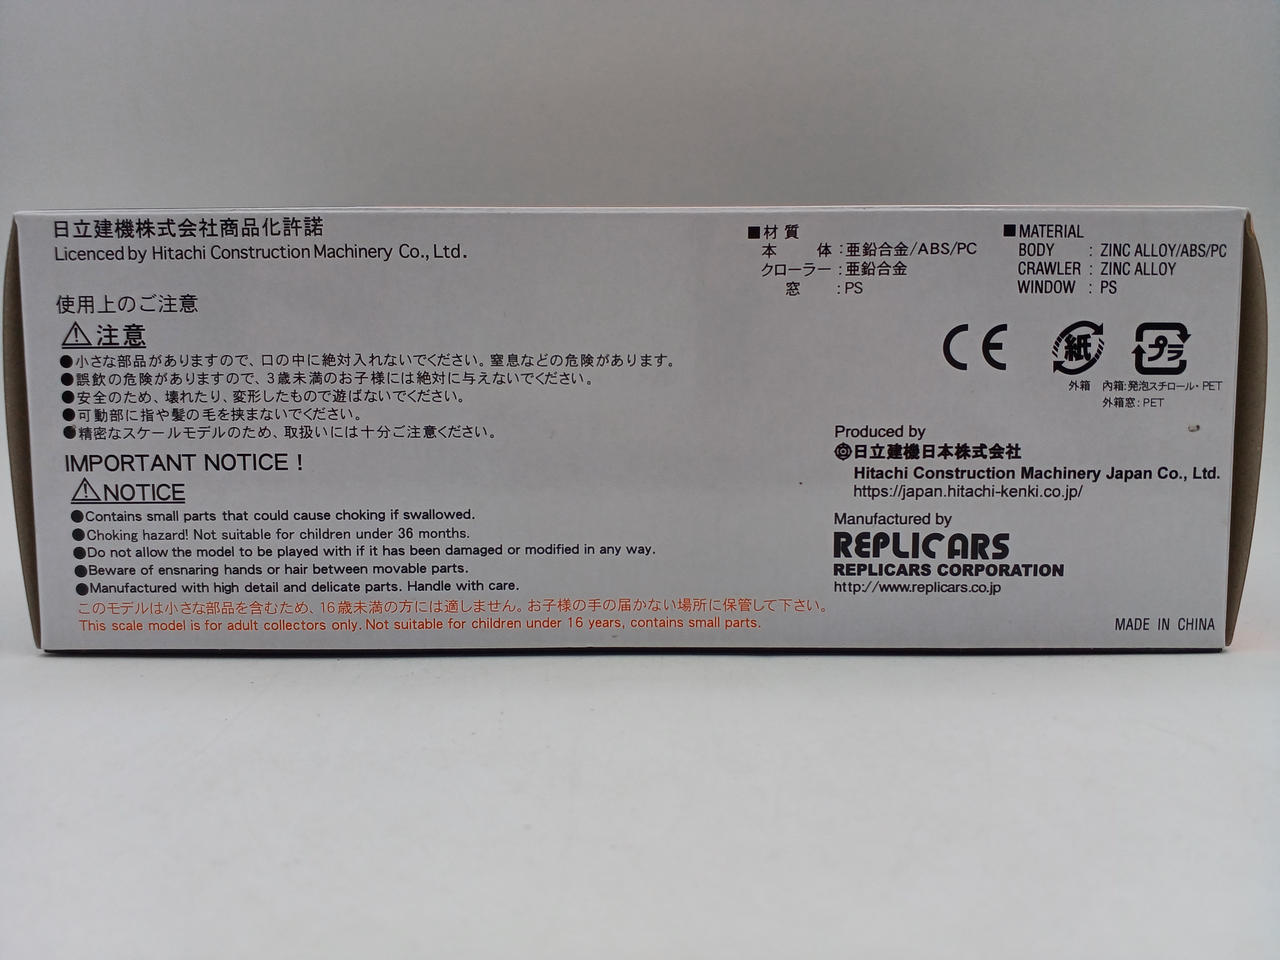 日立建機株式会社商品化許諾
Licenced by Hitachi Construction Machinery Co., Ltd.
使用上のご注意
⚠注意
●小さな部品がありますので、口の中に絶対入れないでください。窒息などの危険があります。
●誤飲の危険がありますので、3歳未満のお子様には絶対に与えないでください。
●安全のため、壊れたり、変形したもので遊ばないでください。
●可動部に指や髪の毛を挟まないでください。
●精密なスケールモデルのため、取扱いには十分ご注意ください。
IMPORTANT NOTICE !
⚠NOTICE
●Contains small parts that could cause choking if swallowed.
●Choking hazard! Not suitable for children under 36 months.
●Do not allow the model to be played with if it has been damaged or modified in any way.
●Beware of ensnaring hands or hair between movable parts.
●Manufactured with high detail and delicate parts. Handle with care.
このモデルは小さな部品を含むため、16歳未満の方には適しません。お子様の手の届かない場所に保管して下さい。
This scale model is for adult collectors only. Not suitable for children under 16 years, contains small parts.
■材質
本 体 : 亜鉛合金/ABS/PC
クローラー : 亜鉛合金
窓 : PS
■MATERIAL
BODY : ZINC ALLOY/ABS/PC
CRAWLER : ZINC ALLOY
WINDOW : PS
CE
紙
プラ
外箱
内箱:発泡スチロール・PET
外箱窓:PET
Produced by
日立建機日本株式会社
Hitachi Construction Machinery Japan Co., Ltd.
https://japan.hitachi-kenki.co.jp/
Manufactured by
REPLICARS
REPLICARS CORPORATION
http://www.replicars.co.jp
MADE IN CHINA